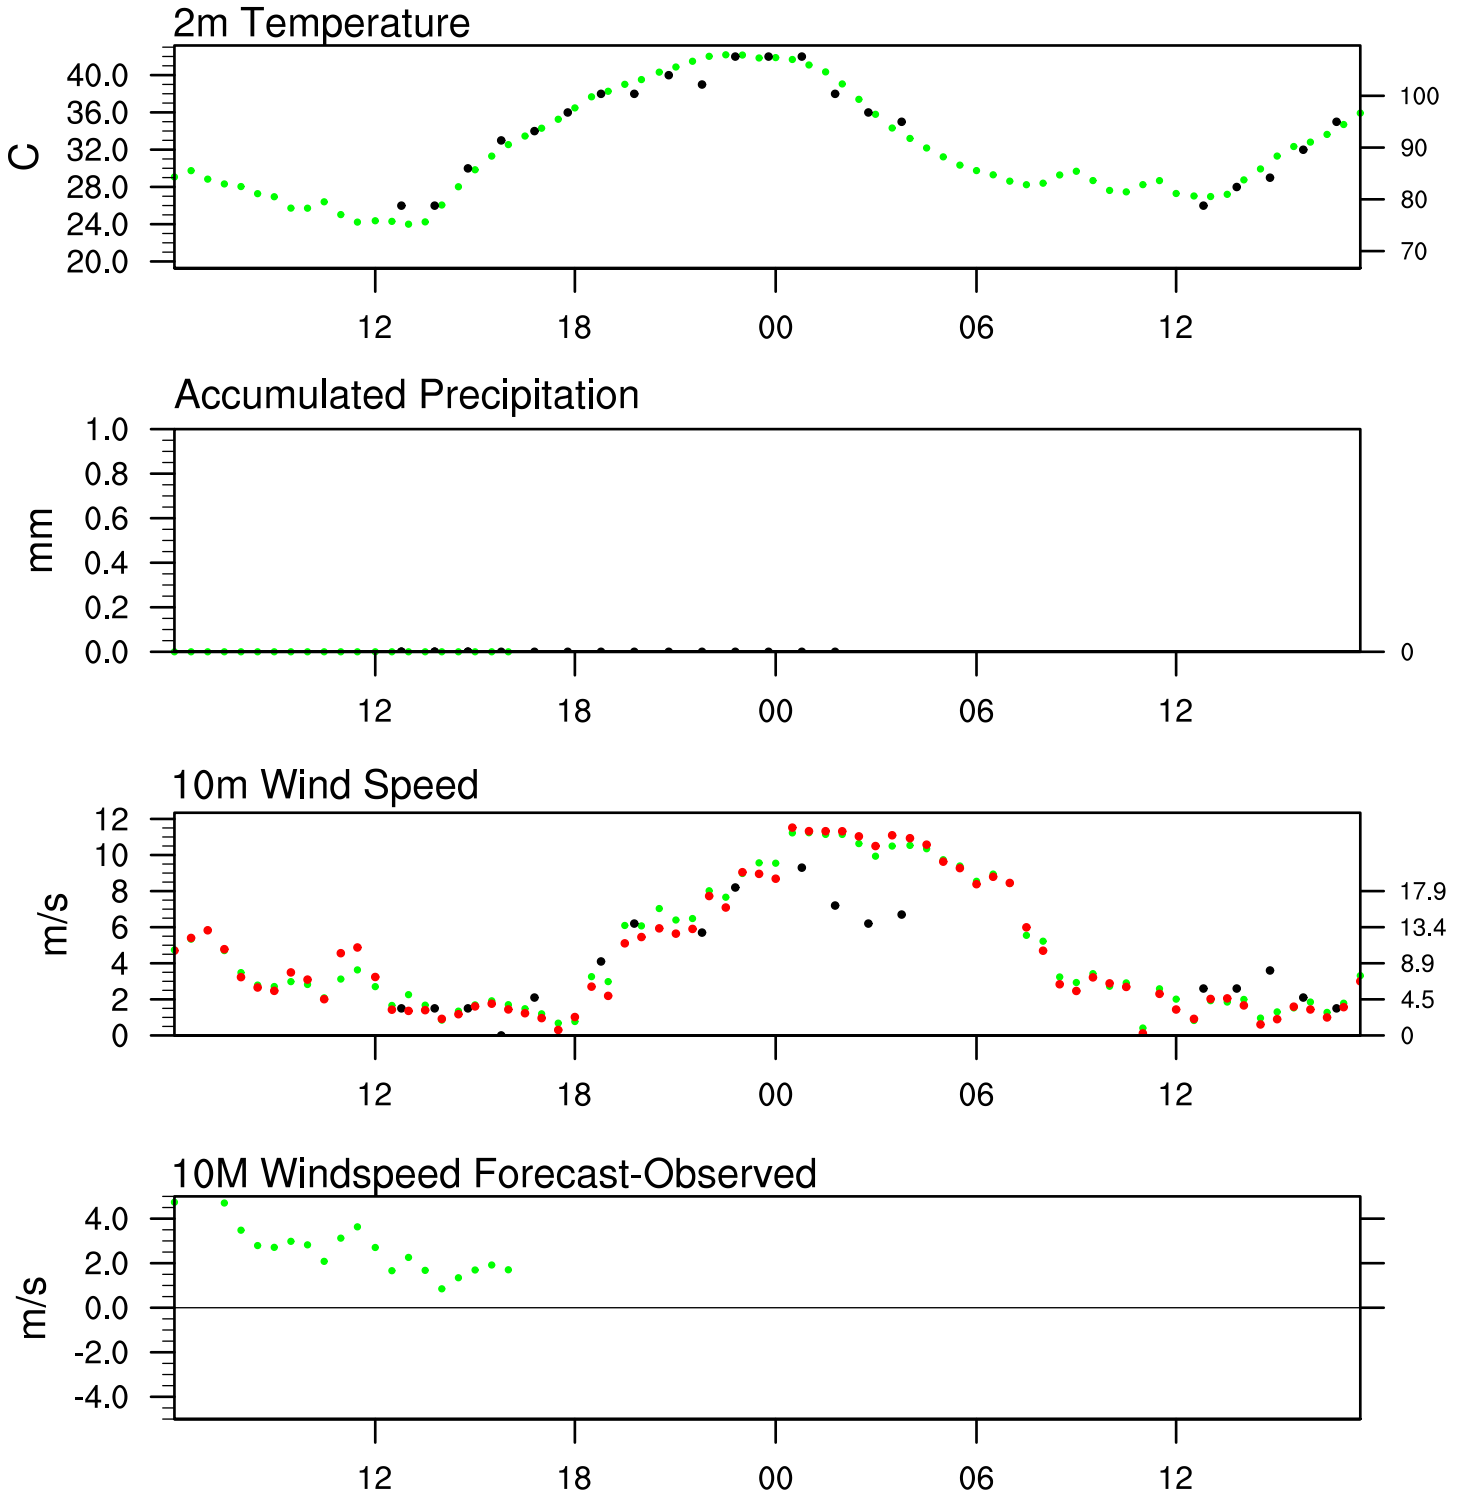 2m Temperature
C
40.0
36.0
32.0
28.0
24.0
20.0
100
90
80
70
12 18 00 06 12
Accumulated Precipitation
mm
1.0
0.8
0.6
0.4
0.2
0.0
0
12 18 00 06 12
10m Wind Speed
m/s
12
10
8
6
4
2
0
17.9
13.4
8.9
4.5
0
12 18 00 06 12
10M Windspeed Forecast-Observed
m/s
4.0
2.0
0.0
-2.0
-4.0
12 18 00 06 12